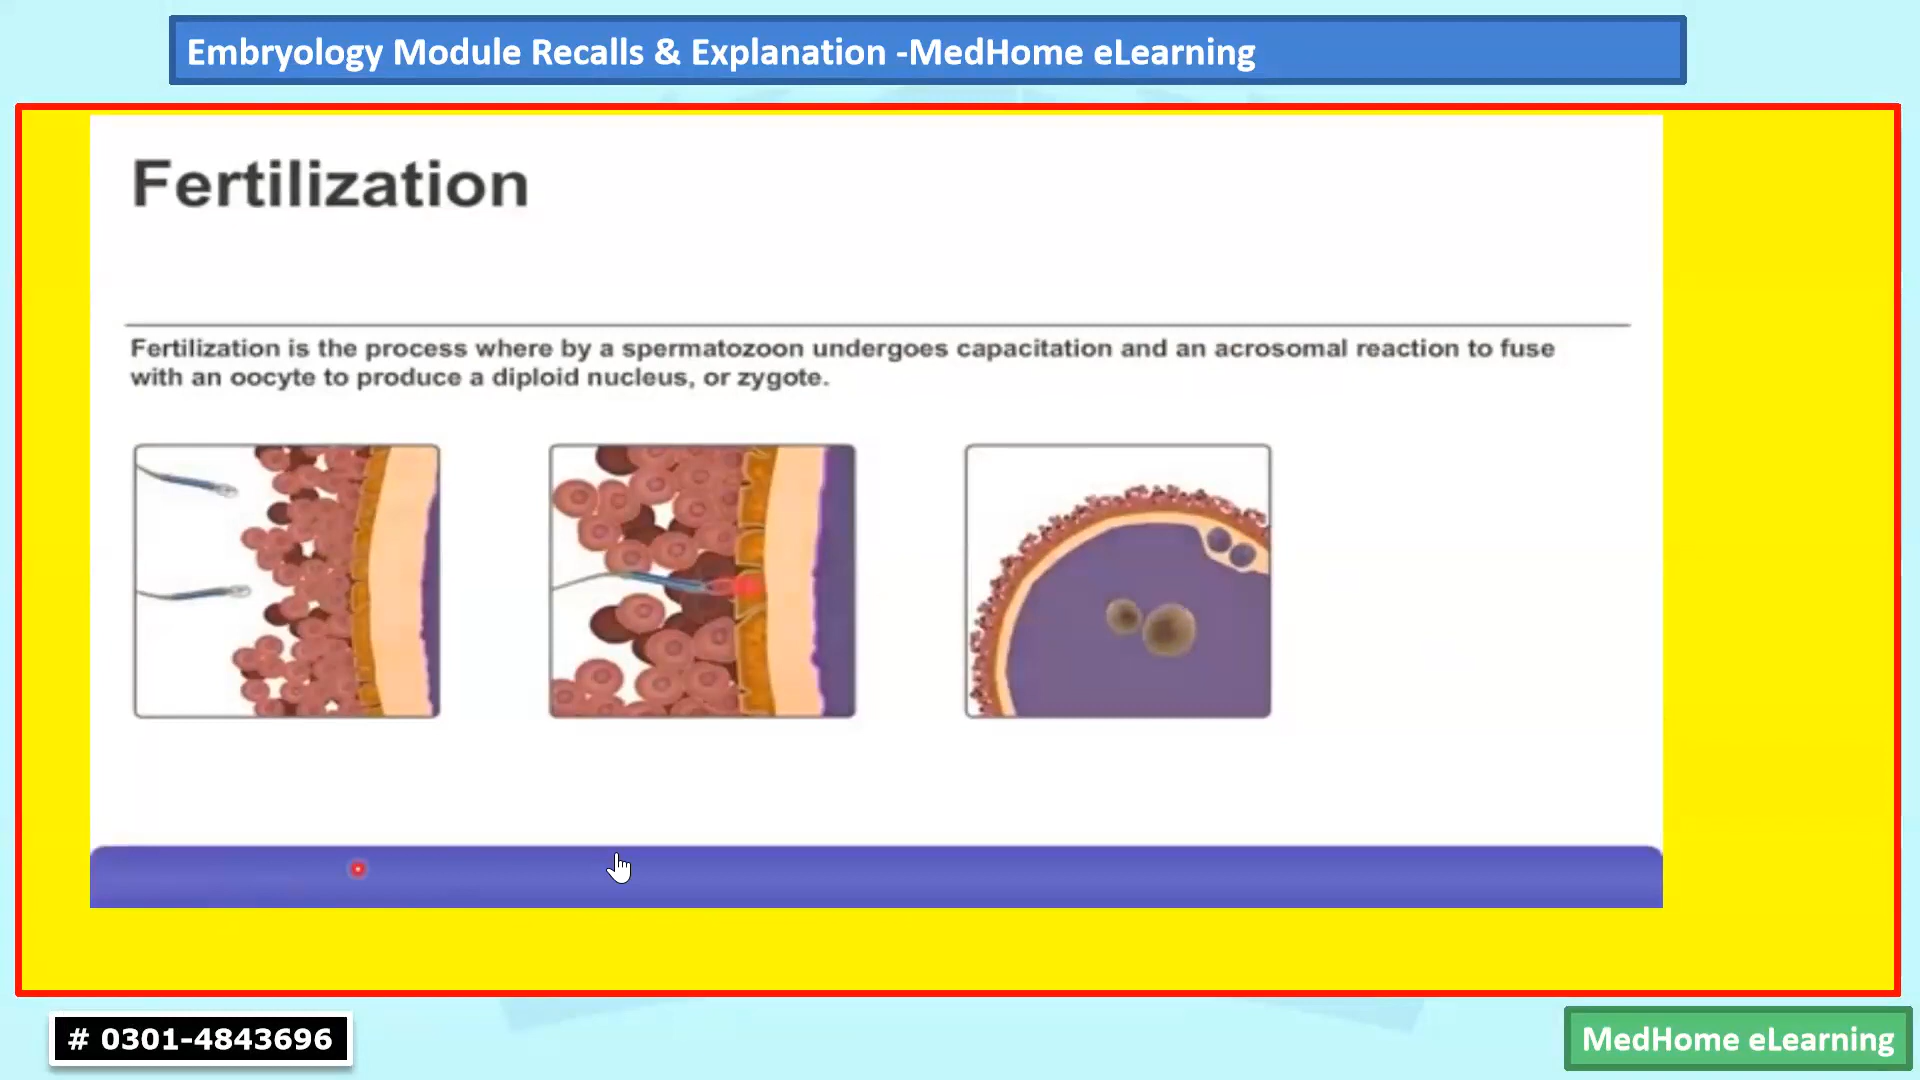 Embryology Module Recalls & Explanation -MedHome eLearning
Fertilization
Fertilization is the process where by a spermatozoon undergoes capacitation and an acrosomal reaction to fuse
with an oocyte to produce a diploid nucleus, or zygote.
# 0301-4843696
MedHome eLearning